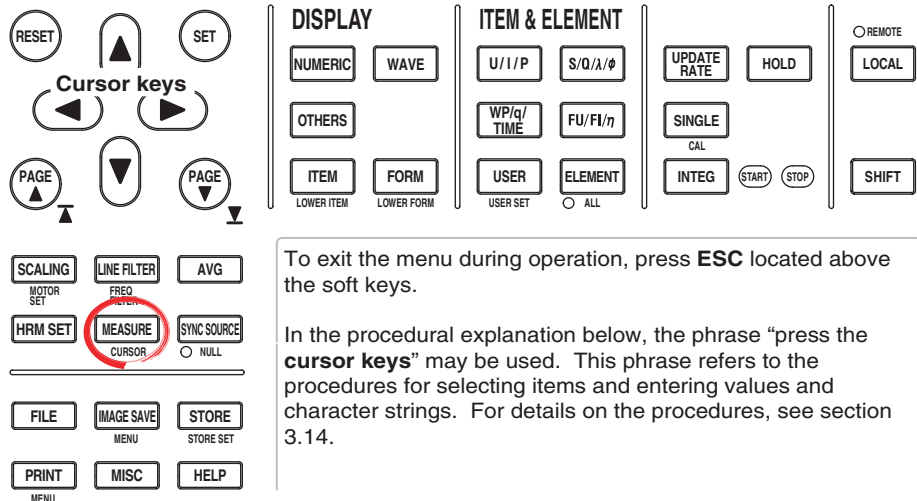 DISPLAY
ITEM & ELEMENT
RESET
SET
REMOTE
NUMERIC
WAVE
U/I/P
S/Q/λ/ϕ
UPDATE
RATE
HOLD
LOCAL
Cursor keys
OTHERS
WP/q/
TIME
FU/FI/η
SINGLE
CAL
PAGE
PAGE
ITEM
FORM
USER
ELEMENT
INTEG
START
STOP
SHIFT
LOWER ITEM
LOWER FORM
USER SET
ALL
SCALING
LINE FILTER
AVG
MOTOR
SET
FREQ
FILTER
HRM SET
MEASURE
SYNC SOURCE
CURSOR
NULL
FILE
IMAGE SAVE
STORE
MENU
STORE SET
PRINT
MISC
HELP
MENU
To exit the menu during operation, press ESC located above
the soft keys.
In the procedural explanation below, the phrase “press the
cursor keys” may be used. This phrase refers to the
procedures for selecting items and entering values and
character strings. For details on the procedures, see section
3.14.